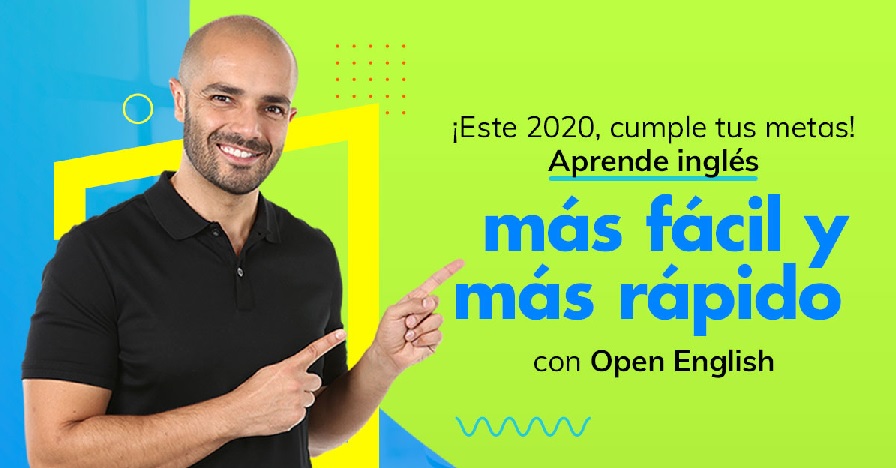 ¡Este 2020, cumple tus metas!
Aprende inglés
más fácil y
más rápido
con Open English